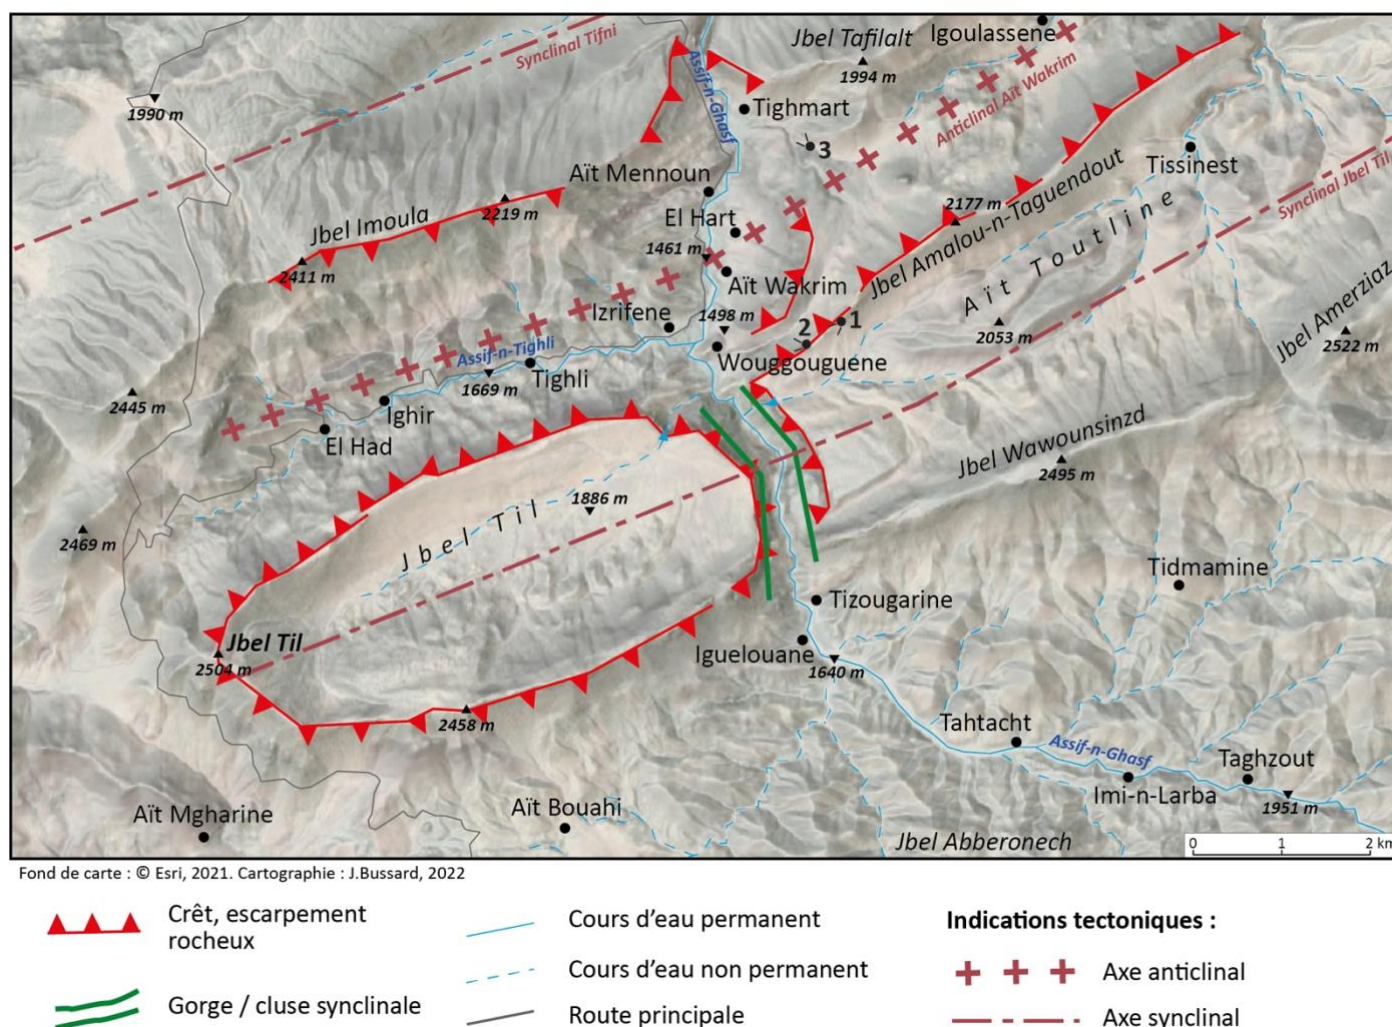 Synclinal Tifni
Jbel Tafilalt
1994 m
Igoulassene
1990 m
Assif-n-Ghasf
Tighmart
Anticlinal Aït Wakrim
3
Tissinest
Aït Mennoun
2219 m
Jbel Imoula
2411 m
El Hart
1461 m
2177 m
Jbel Amalou-n-Taguendout
Aït Toutline
Synclinal Jbel Til
Aït Wakrim
Izrifene
1498 m
2
1
Wouggouguene
2053 m
Jbel Amerziaz
2522 m
Assif-n-Tighli
Tighli
1669 m
2445 m
Ighir
El Had
Jbel Wawounsinzd
2495 m
1886 m
Jbel Til
2469 m
Tidmamine
Tizougarine
Jbel Til
2504 m
Iguelouane
1640 m
2458 m
Tahtacht
Assif-n-Ghasf
Taghzout
Imi-n-Larba
1951 m
Aït Mgharine
Aït Bouahi
Jbel Abberonech
0 1 2 km
Fond de carte : © Esri, 2021. Cartographie : J.Bussard, 2022
Crêt, escarpement
rocheux
Cours d'eau permanent
Indications tectoniques :
Cours d'eau non permanent
Axe anticlinal
Gorge / cluse synclinale
Route principale
Axe synclinal